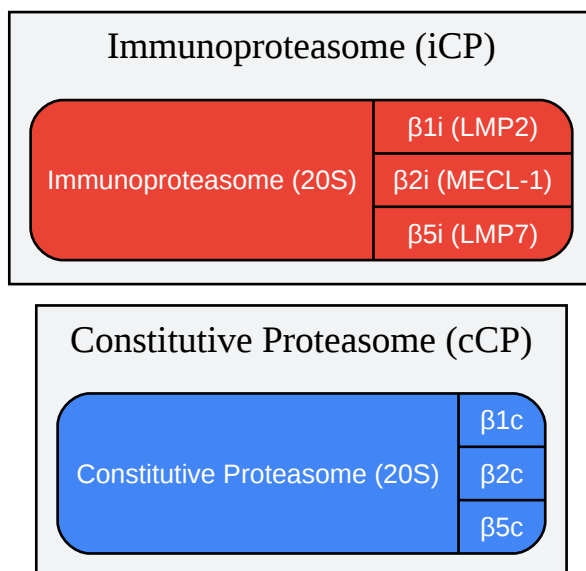 Immunoproteasome (iCP)
Immunoproteasome (20S)
β1i (LMP2)
β2i (MECL-1)
β5i (LMP7)
Constitutive Proteasome (cCP)
Constitutive Proteasome (20S)
β1c
β2c
β5c